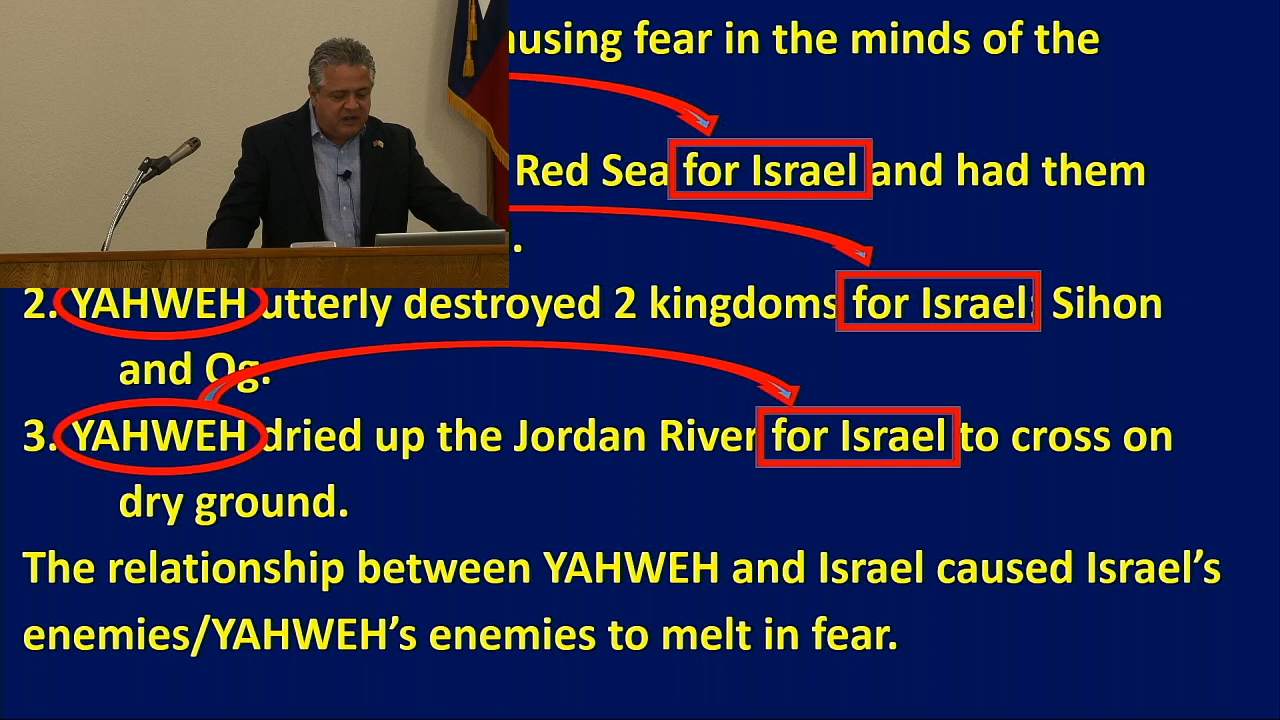 fear in the minds of the
Red Sea for Israel and had them
.
2. YAHWEH utterly destroyed 2 kingdoms for Israel: Sihon
and Og.
3. YAHWEH dried up the Jordan River for Israel to cross on
dry ground.
The relationship between YAHWEH and Israel caused Israel’s
enemies/YAHWEH’s enemies to melt in fear.